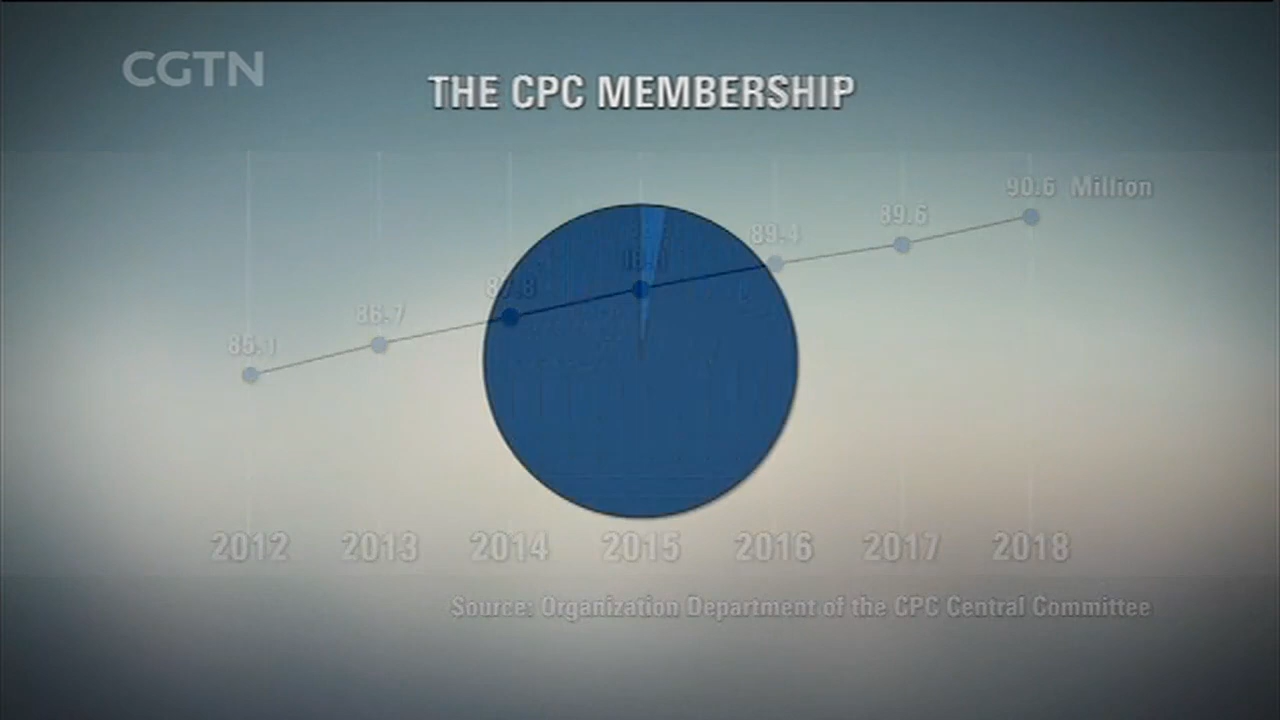 CGTN
THE CPC MEMBERSHIP
90.6 Million
89.6
89.4
87.8
86.7
85.1
2012 2013 2014 2015 2016 2017 2018
Source: Organization Department of the CPC Central Committee